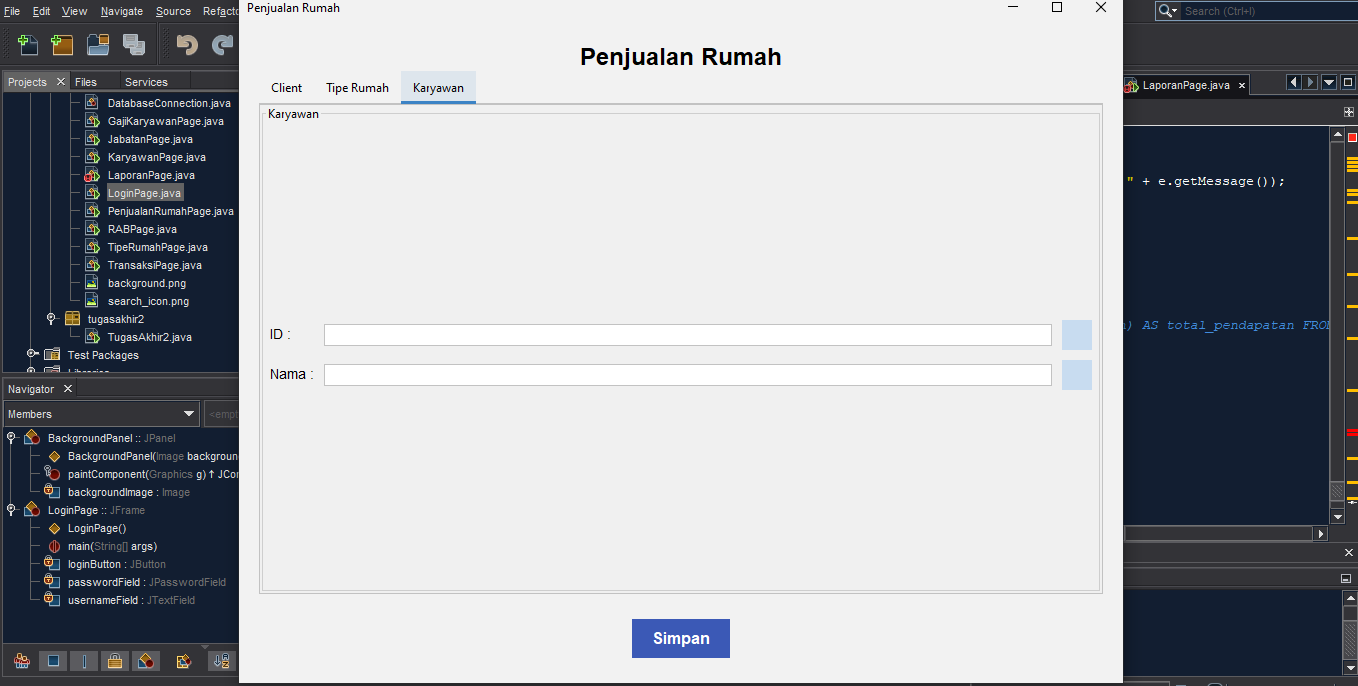 File Edit View Navigate Source Refacto
Penjualan Rumah
Search (Ctrl+I)
Projects Files Services
DatabaseConnection.java
GajiKaryawanPage.java
JabatanPage.java
KaryawanPage.java
LaporanPage.java
LoginPage.java
PenjualanRumahPage.java
RABPage.java
TipeRumahPage.java
TransaksiPage.java
background.png
search_icon.png
tugasakhir2
TugasAkhir2.java
Test Packages
Navigator
Members
<empt
BackgroundPanel :: JPanel
BackgroundPanel(Image background
paintComponent(Graphics g) ↑ JCon
backgroundImage : Image
LoginPage :: JFrame
LoginPage()
main(String[] args)
loginButton : JButton
passwordField : JPasswordField
usernameField : JTextField
Penjualan Rumah
Client Tipe Rumah Karyawan
Karyawan
ID :
Nama :
Simpan
LaporanPage.java
" + e.getMessage());
) AS total_pendapatan FROM